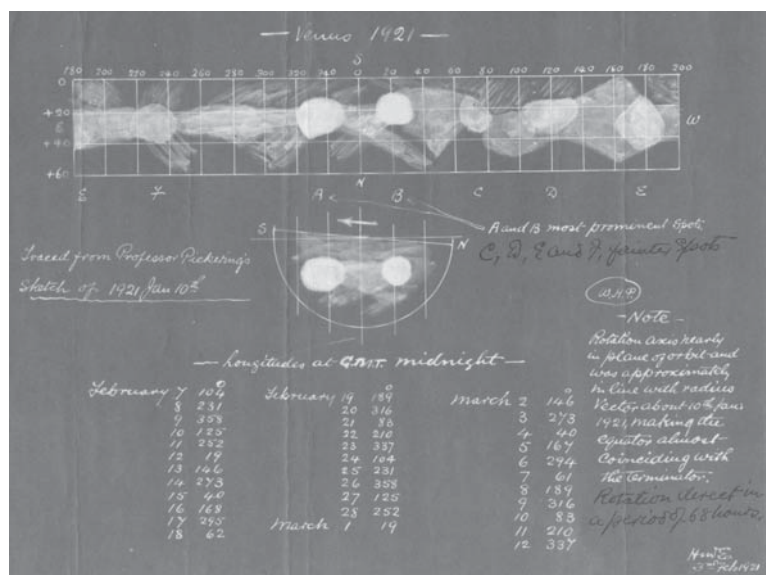 — Venus 1921 —
S
180 200 220 240 260 280 300 320 340 0 20 40 60 80 100 120 140 160 180 200
0
+20
E
W
+40
+60
E F A N B C D E
A and B most prominent Spots
C, D, E and F, fainter spots
S
N
Traced from Professor Pickering's
Sketch of 1921 Jan 10th
W.H.P
— Note —
Rotation axis nearly
in plane of orbit and
was approximately
in line with radius
Vector about 10th Jan.
1921, making the
Equator almost
Coinciding with
the Terminator.
Rotation direct in
a period of 68 hours.
— Longitudes at G.M.T. midnight —
February 7 104°
8 231
9 358
10 125
11 252
12 19
13 146
14 273
15 40
16 168
17 295
18 62
February 19 189°
20 316
21 86
22 210
23 337
24 104
25 231
26 358
27 125
28 252
March 1 19
March 2 146°
3 273
4 40
5 167
6 294
7 61
8 189
9 316
10 83
11 210
12 337
Feb 1921